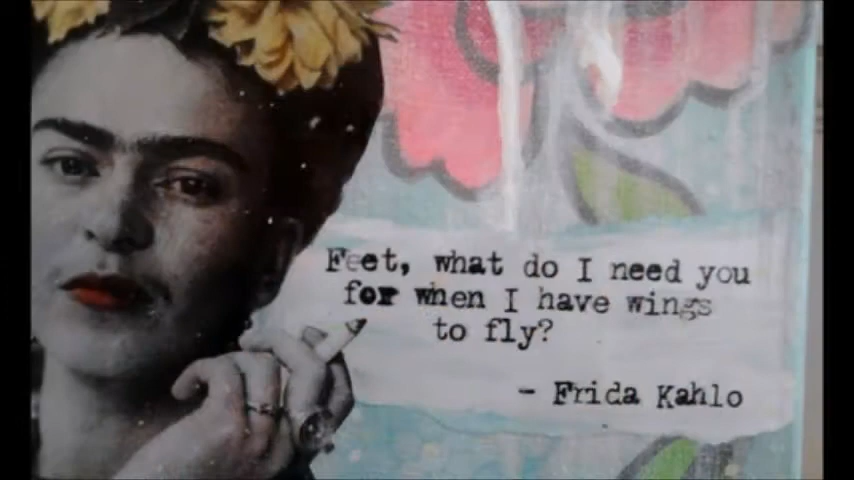 Feet, what do I need you
for when I have wings
to fly?
- Frida Kahlo